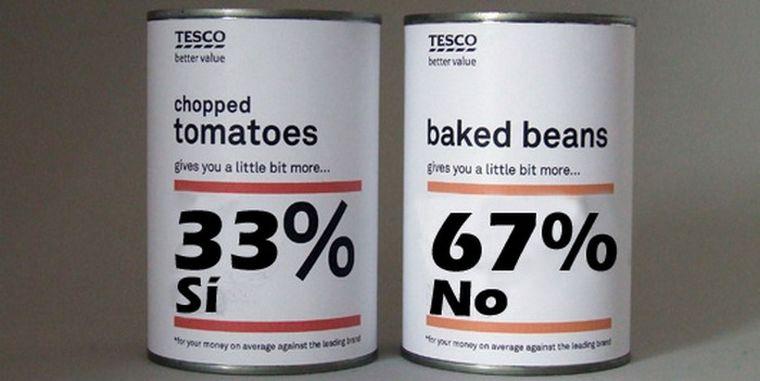 TESCO
better value
chopped
tomatoes
gives you a little bit more...
33%
Sí
*for your money on average against the leading brand
TESCO
better value
baked beans
gives you a little bit more...
67%
No
*for your money on average against the leading brand